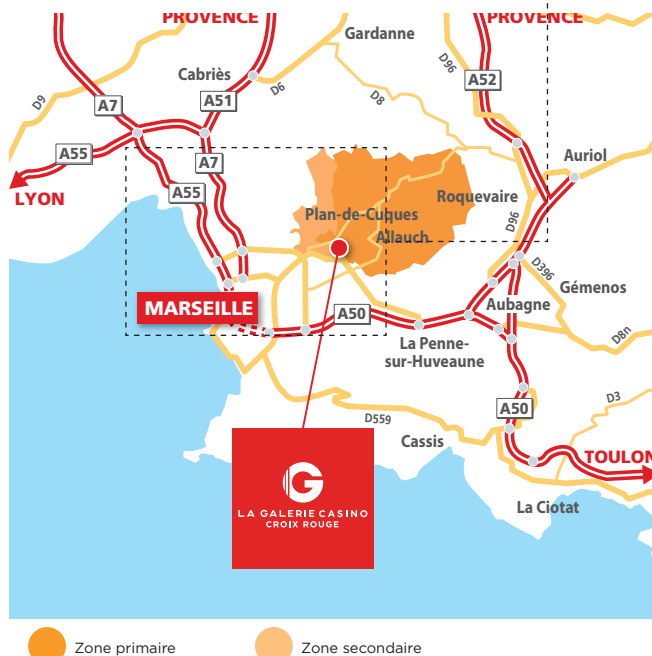 PROVENCE
PROVENCE
Gardanne
D96
A52
Cabriès
D6
D9
A7
A51
D8
A55
A7
Auriol
A55
LYON
Roquevaire
Plan-de-Cuques
D96
Allauch
D396
Gémenos
MARSEILLE
A50
Aubagne
D8n
La Penne-
sur-Huveaune
D3
A50
D559
Cassis
TOULON
LA GALERIE CASINO
CROIX ROUGE
La Ciotat
Zone primaire
Zone secondaire